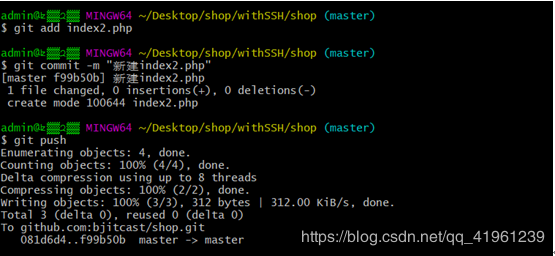 admin@ MINGW64 ~/Desktop/shop/withSSH/shop (master)
$ git add index2.php
admin@ MINGW64 ~/Desktop/shop/withSSH/shop (master)
$ git commit -m "新建index2.php"
[master f99b50b] 新建index2.php
1 file changed, 0 insertions(+), 0 deletions(-)
create mode 100644 index2.php
admin@ MINGW64 ~/Desktop/shop/withSSH/shop (master)
$ git push
Enumerating objects: 4, done.
Counting objects: 100% (4/4), done.
Delta compression using up to 8 threads
Compressing objects: 100% (2/2), done.
Writing objects: 100% (3/3), 312 bytes | 312.00 KiB/s, done.
Total 3 (delta 0), reused 0 (delta 0)
To github.com:bjitcast/shop.git
081d6d4..f99b50b master -> master
https://blog.csdn.net/qq_41961239